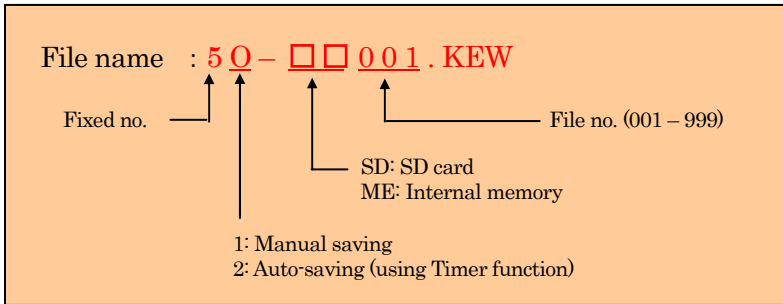 File name : 5 O – □□ 0 0 1 . KEW
Fixed no.
File no. (001 – 999)
SD: SD card
ME: Internal memory
1: Manual saving
2: Auto-saving (using Timer function)